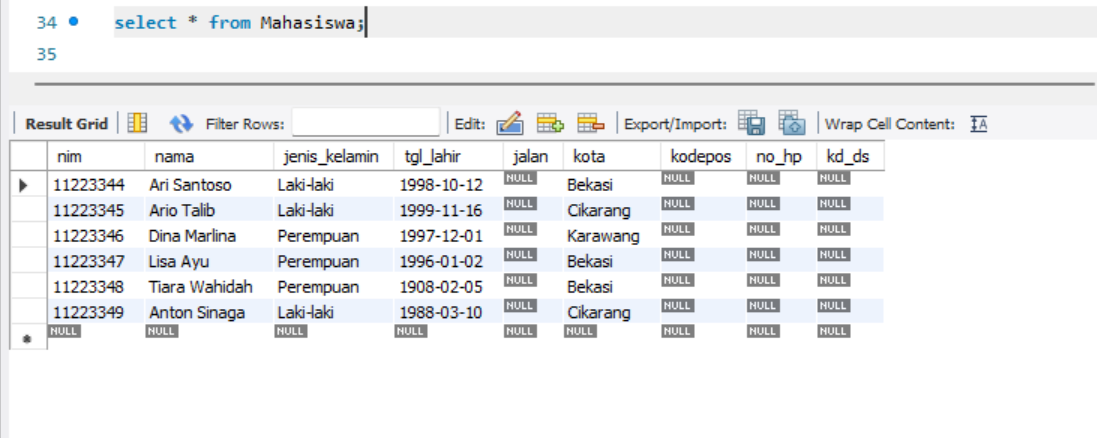 34 select * from Mahasiswa;
35
Result Grid Filter Rows: Edit: Export/Import: Wrap Cell Content: IA
nim nama jenis_kelamin tgl_lahir jalan kota kodepos no_hp kd_ds
11223344 Ari Santoso Laki-laki 1998-10-12 NULL Bekasi NULL NULL NULL
11223345 Ario Talib Laki-laki 1999-11-16 NULL Cikarang NULL NULL NULL
11223346 Dina Marlina Perempuan 1997-12-01 NULL Karawang NULL NULL NULL
11223347 Lisa Ayu Perempuan 1996-01-02 NULL Bekasi NULL NULL NULL
11223348 Tiara Wahidah Perempuan 1908-02-05 NULL Bekasi NULL NULL NULL
11223349 Anton Sinaga Laki-laki 1988-03-10 NULL Cikarang NULL NULL NULL
NULL NULL NULL NULL NULL NULL NULL NULL NULL